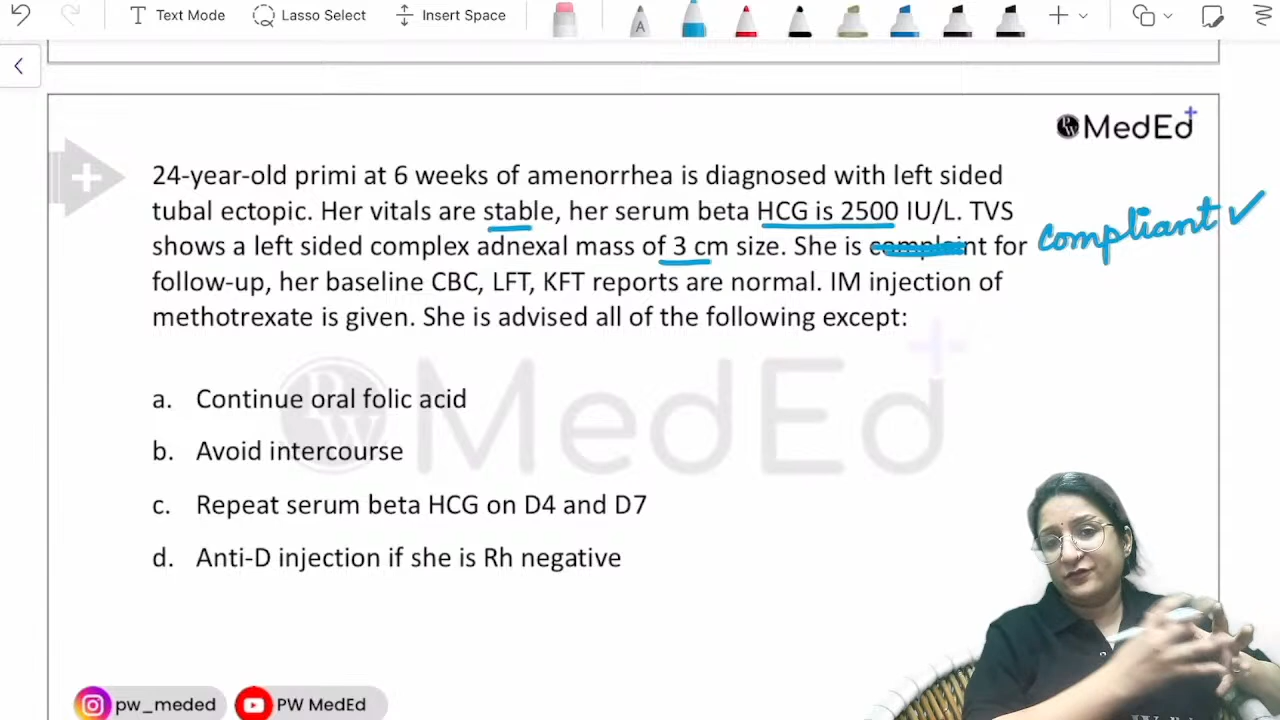 Text Mode Lasso Select Insert Space
A
MedEd+
24-year-old primi at 6 weeks of amenorrhea is diagnosed with left sided
tubal ectopic. Her vitals are stable, her serum beta HCG is 2500 IU/L. TVS
shows a left sided complex adnexal mass of 3 cm size. She is complaint for
compliant ✓
follow-up, her baseline CBC, LFT, KFT reports are normal. IM injection of
methotrexate is given. She is advised all of the following except:
PW MedEd+
a. Continue oral folic acid
b. Avoid intercourse
c. Repeat serum beta HCG on D4 and D7
d. Anti-D injection if she is Rh negative
pw_meded PW MedEd